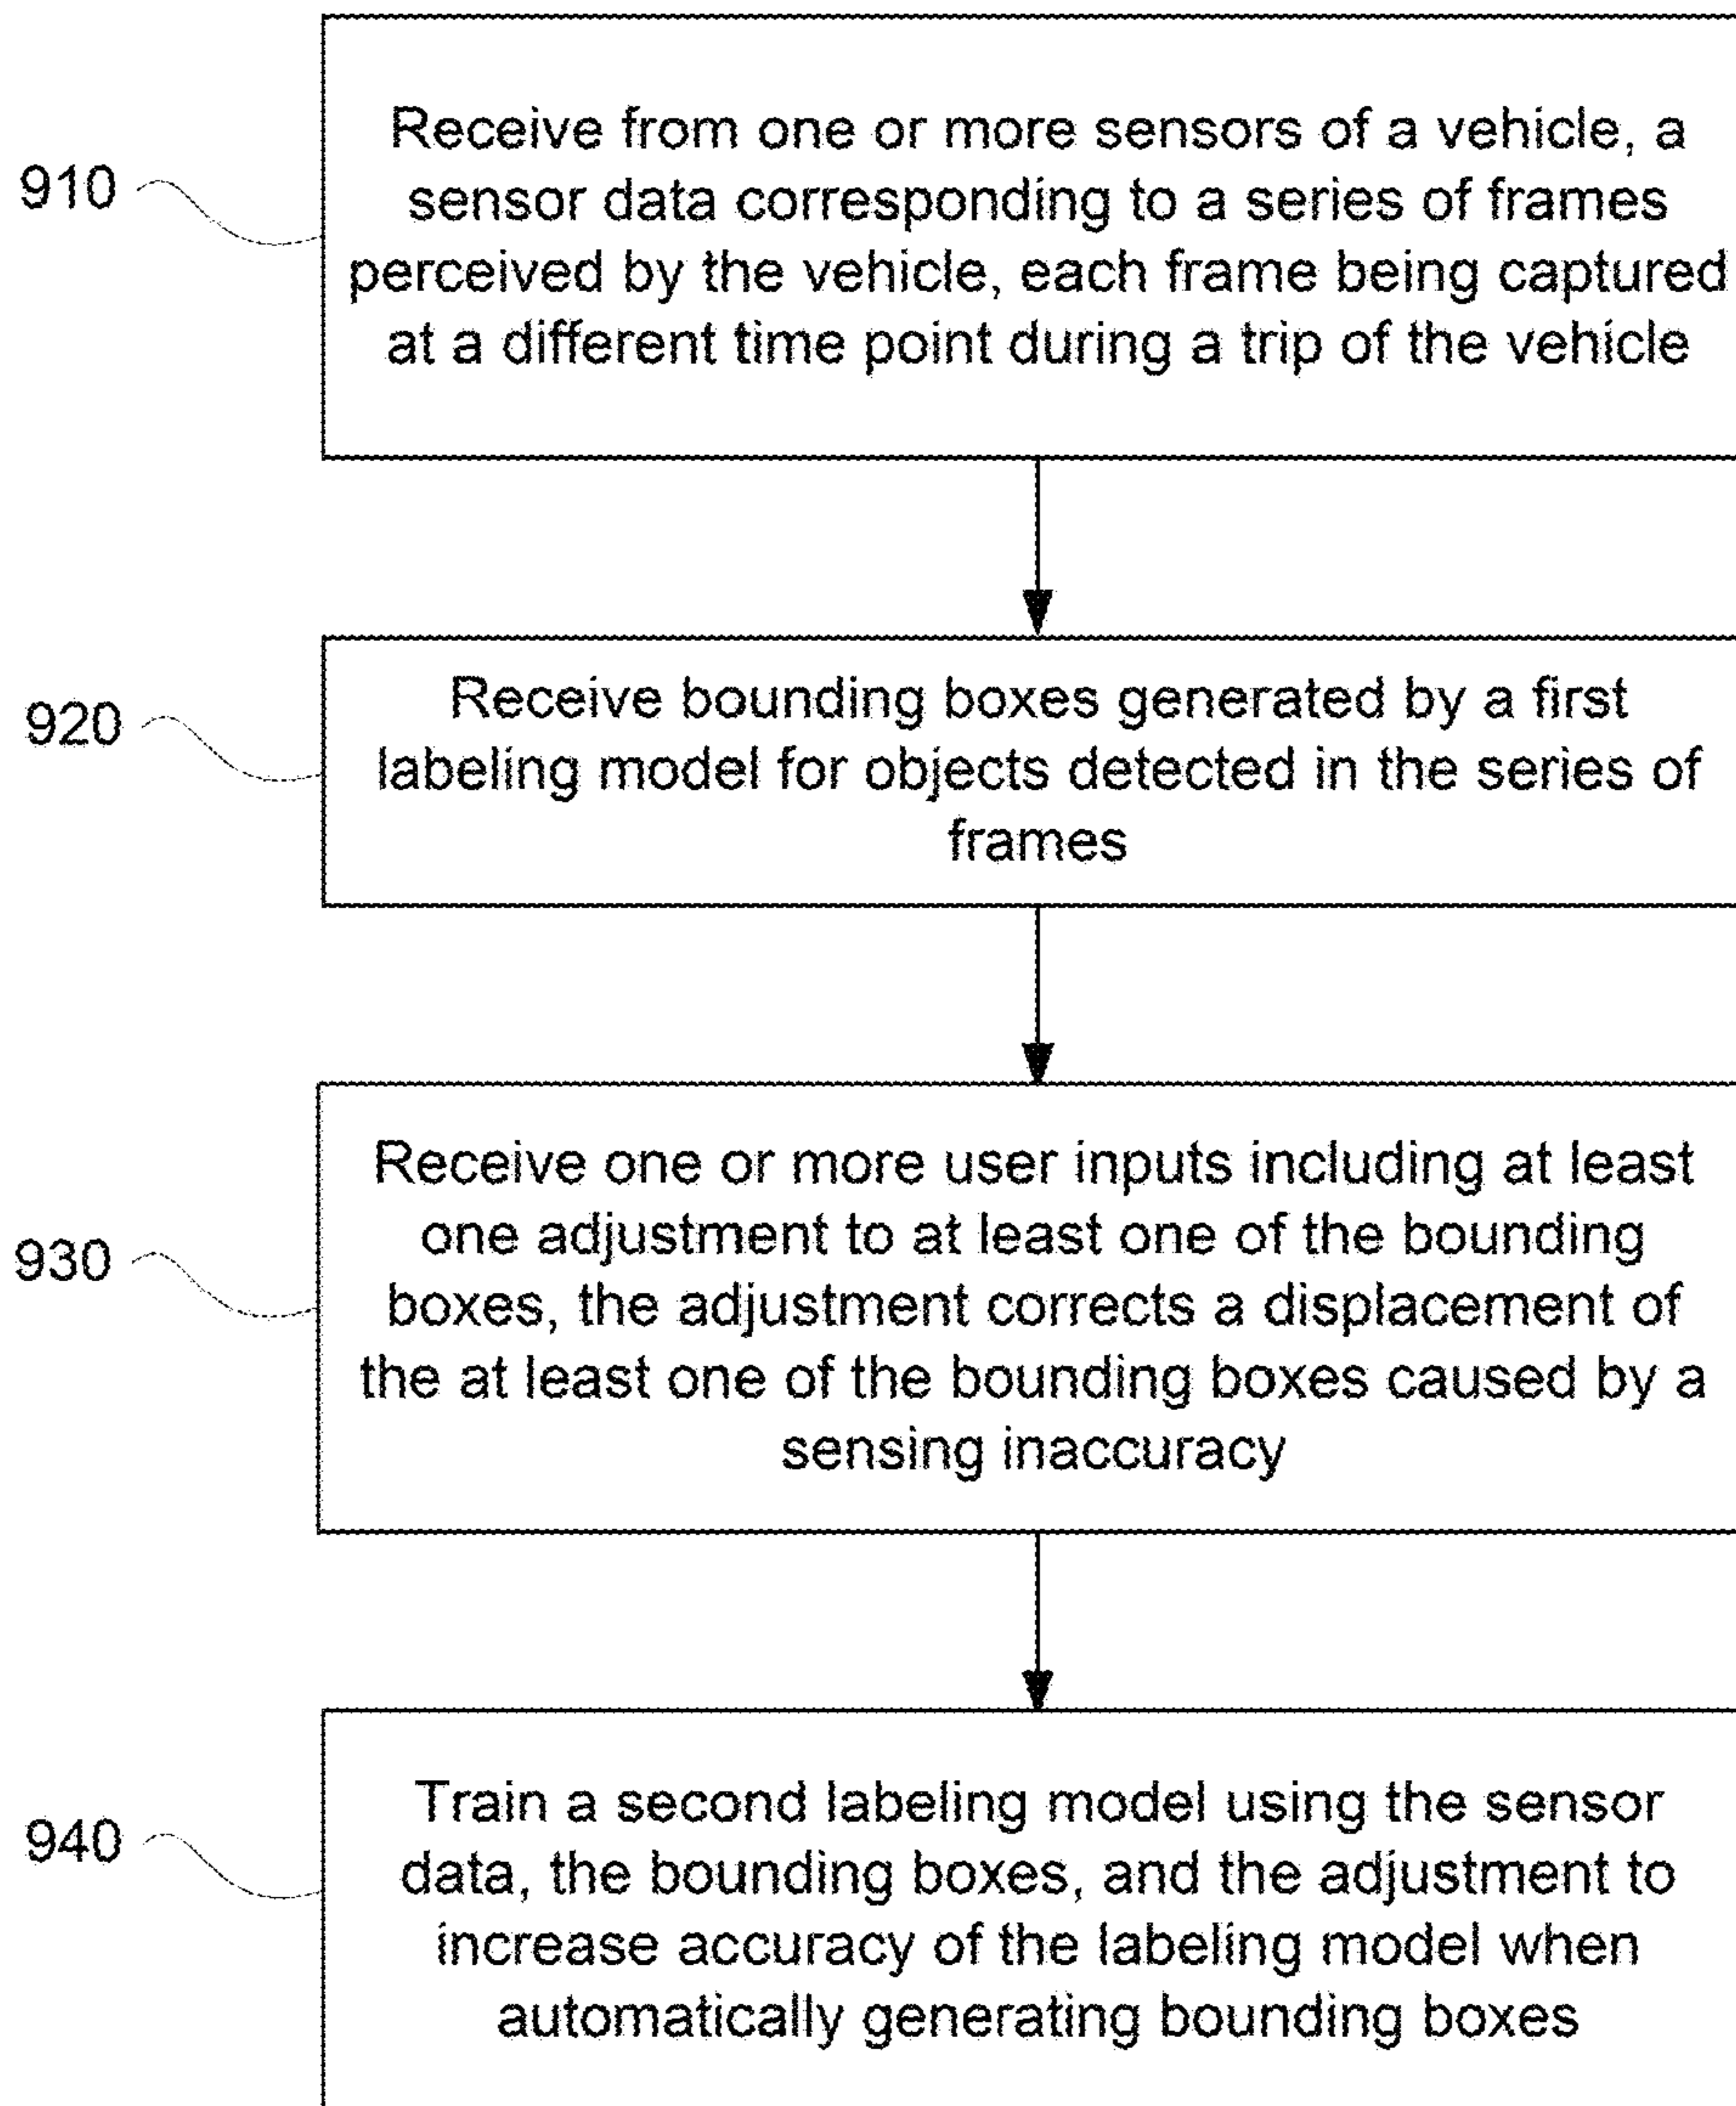 910
Receive from one or more sensors of a vehicle, a
sensor data corresponding to a series of frames
perceived by the vehicle, each frame being captured
at a different time point during a trip of the vehicle
920
Receive bounding boxes generated by a first
labeling model for objects detected in the series of
frames
930
Receive one or more user inputs including at least
one adjustment to at least one of the bounding
boxes, the adjustment corrects a displacement of
the at least one of the bounding boxes caused by a
sensing inaccuracy
940
Train a second labeling model using the sensor
data, the bounding boxes, and the adjustment to
increase accuracy of the labeling model when
automatically generating bounding boxes